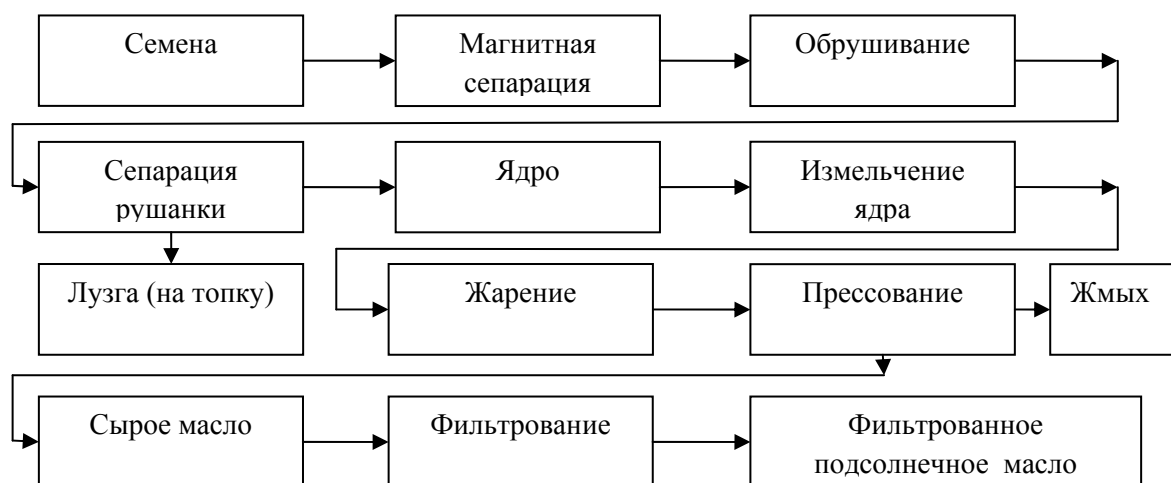 Семена
Магнитная
сепарация
Обрушивание
Сепарация
рушанки
Ядро
Измельчение
ядра
Лузга (на топку)
Жарение
Прессование
Жмых
Сырое масло
Фильтрование
Фильтрованное
подсолнечное масло